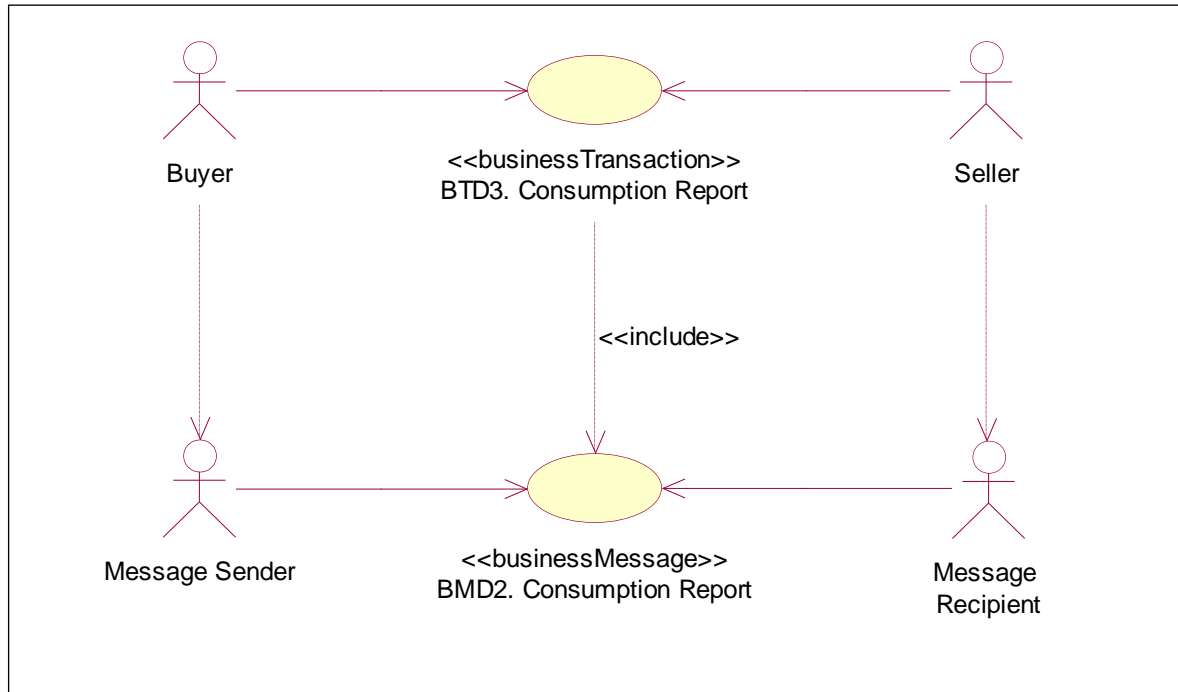 Buyer
<<businessTransaction>>
BTD3. Consumption Report
Seller
<<include>>
Message Sender
<<businessMessage>>
BMD2. Consumption Report
Message
Recipient